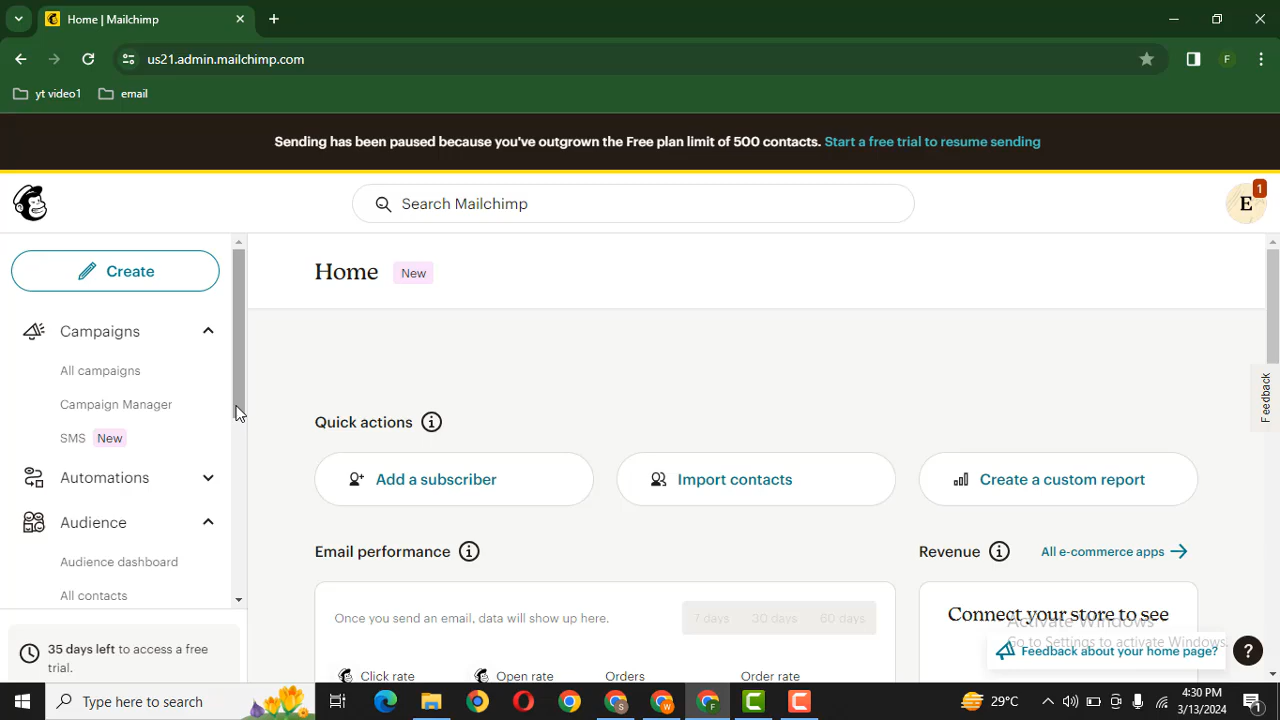 Home | Mailchimp
us21.admin.mailchimp.com
F
yt video1
email
Sending has been paused because you've outgrown the Free plan limit of 500 contacts. Start a free trial to resume sending
Search Mailchimp
E
1
Create
Home New
Campaigns
All campaigns
Campaign Manager
SMS New
Automations
Audience
Audience dashboard
All contacts
35 days left to access a free
trial.
Quick actions
Add a subscriber
Import contacts
Create a custom report
Email performance
Revenue
All e-commerce apps
Once you send an email, data will show up here.
7 days 30 days 60 days
Click rate
Open rate
Orders
Order rate
Connect your store to see
Activate Windows
Go to Settings to activate Windows.
Feedback about your home page?
?
Feedback
Type here to search
S
W
F
29°C
4:30 PM
3/13/2024
1